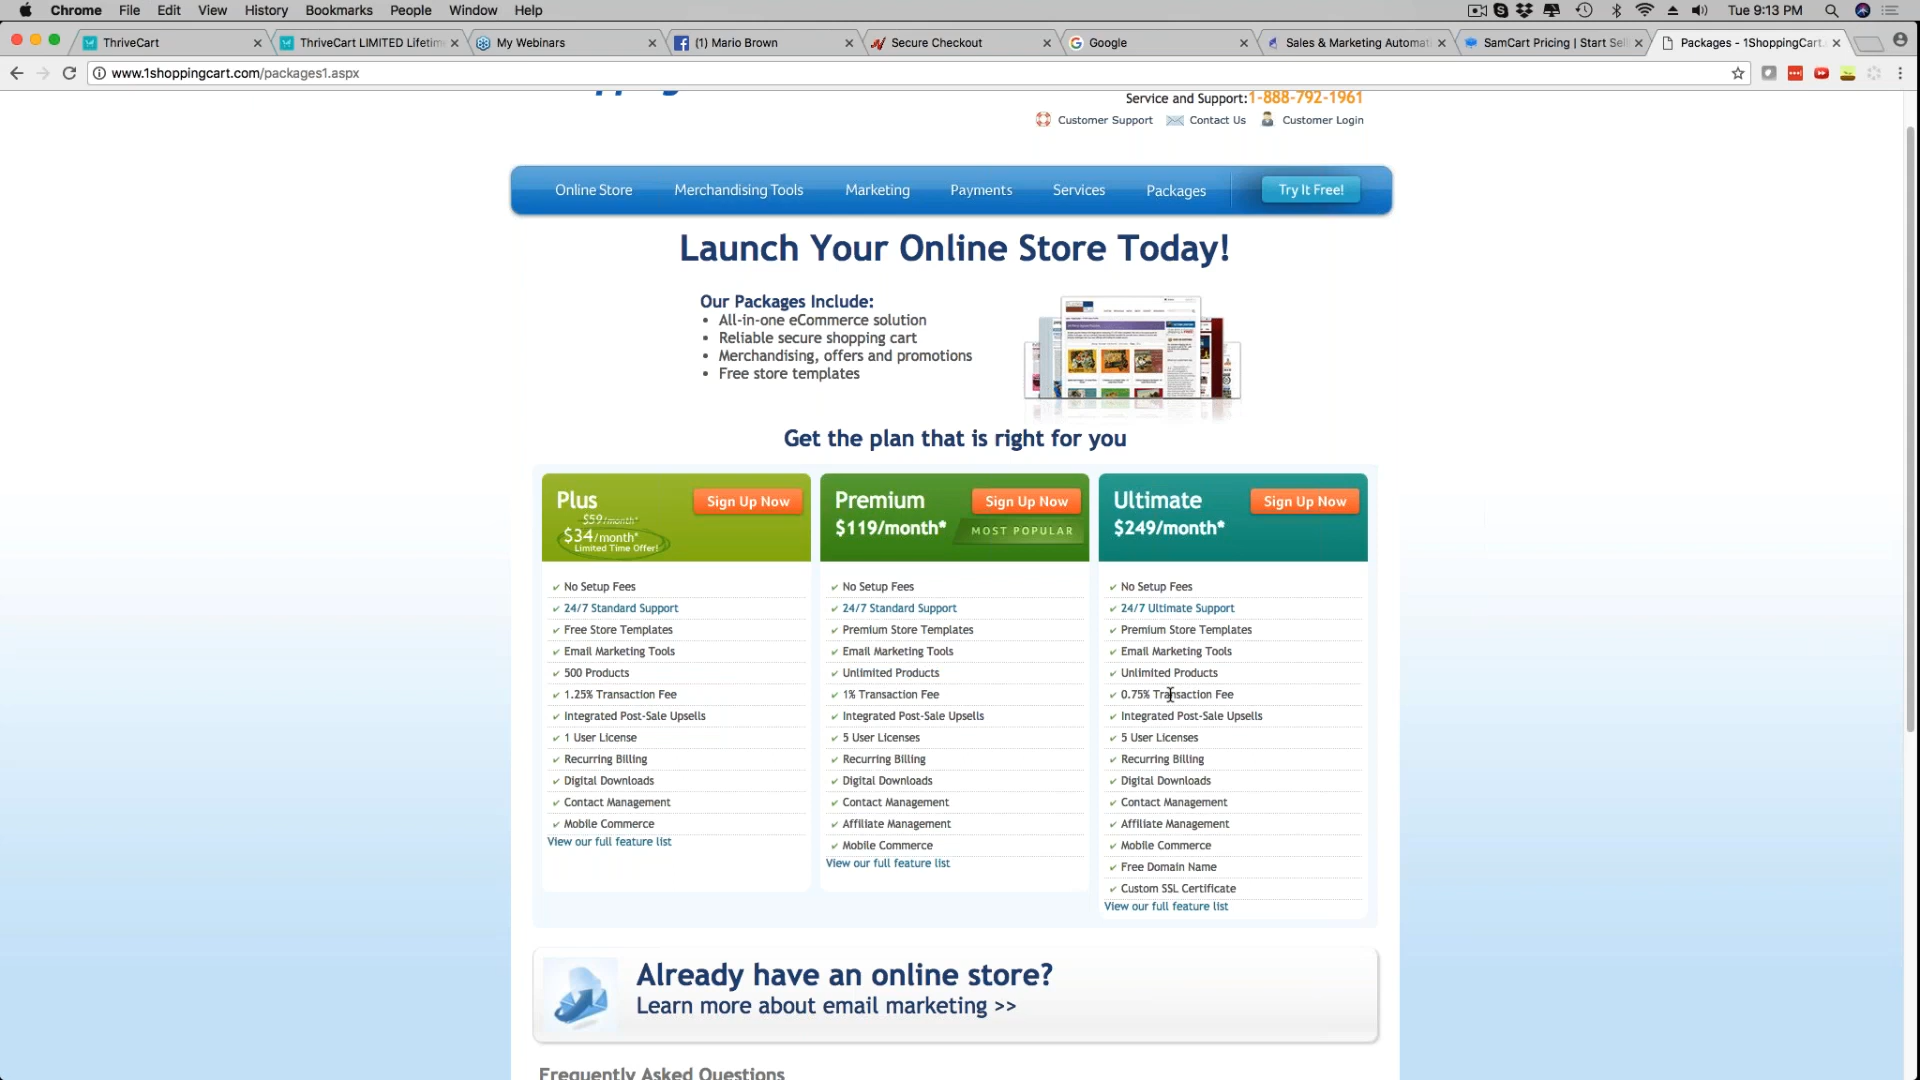 Chrome File Edit View History Bookmarks People Window Help Tue 9:13 PM
ThriveCart
ThriveCart LIMITED Lifetim
My Webinars
(1) Mario Brown
Secure Checkout
Google
Sales & Marketing Automat
SamCart Pricing | Start Sell
Packages - 1ShoppingCart.
www.1shoppingcart.com/packages1.aspx
Service and Support:1-888-792-1961
Customer Support Contact Us Customer Login
Online Store Merchandising Tools Marketing Payments Services Packages Try It Free!
Launch Your Online Store Today!
Our Packages Include:
• All-in-one eCommerce solution
• Reliable secure shopping cart
• Merchandising, offers and promotions
• Free store templates
Get the plan that is right for you
Plus
Sign Up Now
$59/month*
$34/month*
Limited Time Offer!
✔ No Setup Fees
✔ 24/7 Standard Support
✔ Free Store Templates
✔ Email Marketing Tools
✔ 500 Products
✔ 1.25% Transaction Fee
✔ Integrated Post-Sale Upsells
✔ 1 User License
✔ Recurring Billing
✔ Digital Downloads
✔ Contact Management
✔ Mobile Commerce
View our full feature list
Premium
Sign Up Now
$119/month*
MOST POPULAR
✔ No Setup Fees
✔ 24/7 Standard Support
✔ Premium Store Templates
✔ Email Marketing Tools
✔ Unlimited Products
✔ 1% Transaction Fee
✔ Integrated Post-Sale Upsells
✔ 5 User Licenses
✔ Recurring Billing
✔ Digital Downloads
✔ Contact Management
✔ Affiliate Management
✔ Mobile Commerce
View our full feature list
Ultimate
Sign Up Now
$249/month*
✔ No Setup Fees
✔ 24/7 Ultimate Support
✔ Premium Store Templates
✔ Email Marketing Tools
✔ Unlimited Products
✔ 0.75% Transaction Fee
✔ Integrated Post-Sale Upsells
✔ 5 User Licenses
✔ Recurring Billing
✔ Digital Downloads
✔ Contact Management
✔ Affiliate Management
✔ Mobile Commerce
✔ Free Domain Name
✔ Custom SSL Certificate
View our full feature list
Already have an online store?
Learn more about email marketing >>
Frequently Asked Questions